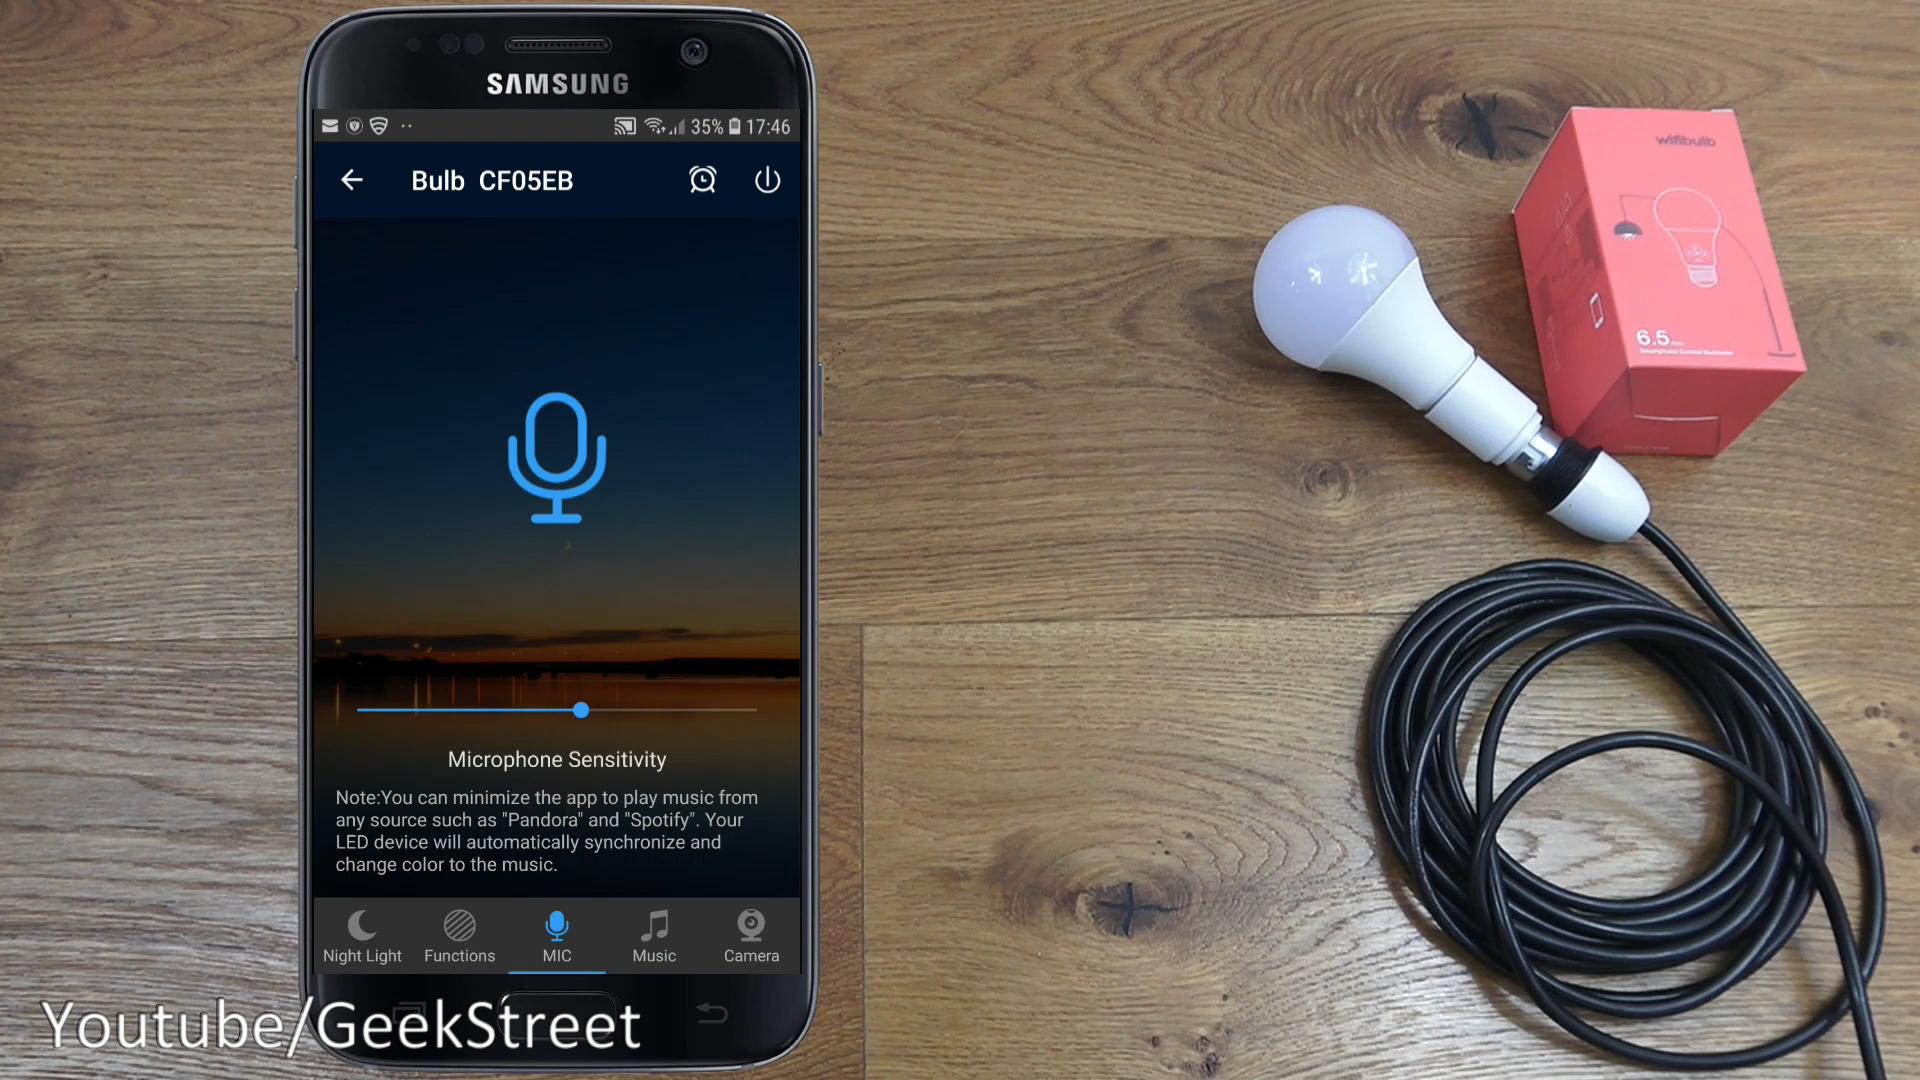 SAMSUNG
35% 17:46
Bulb CF05EB
Microphone Sensitivity
Note:You can minimize the app to play music from
any source such as "Pandora" and "Spotify". Your
LED device will automatically synchronize and
change color to the music.
Night Light Functions MIC Music Camera
Youtube/GeekStreet
wifibulb
6.5
Smartphone Control